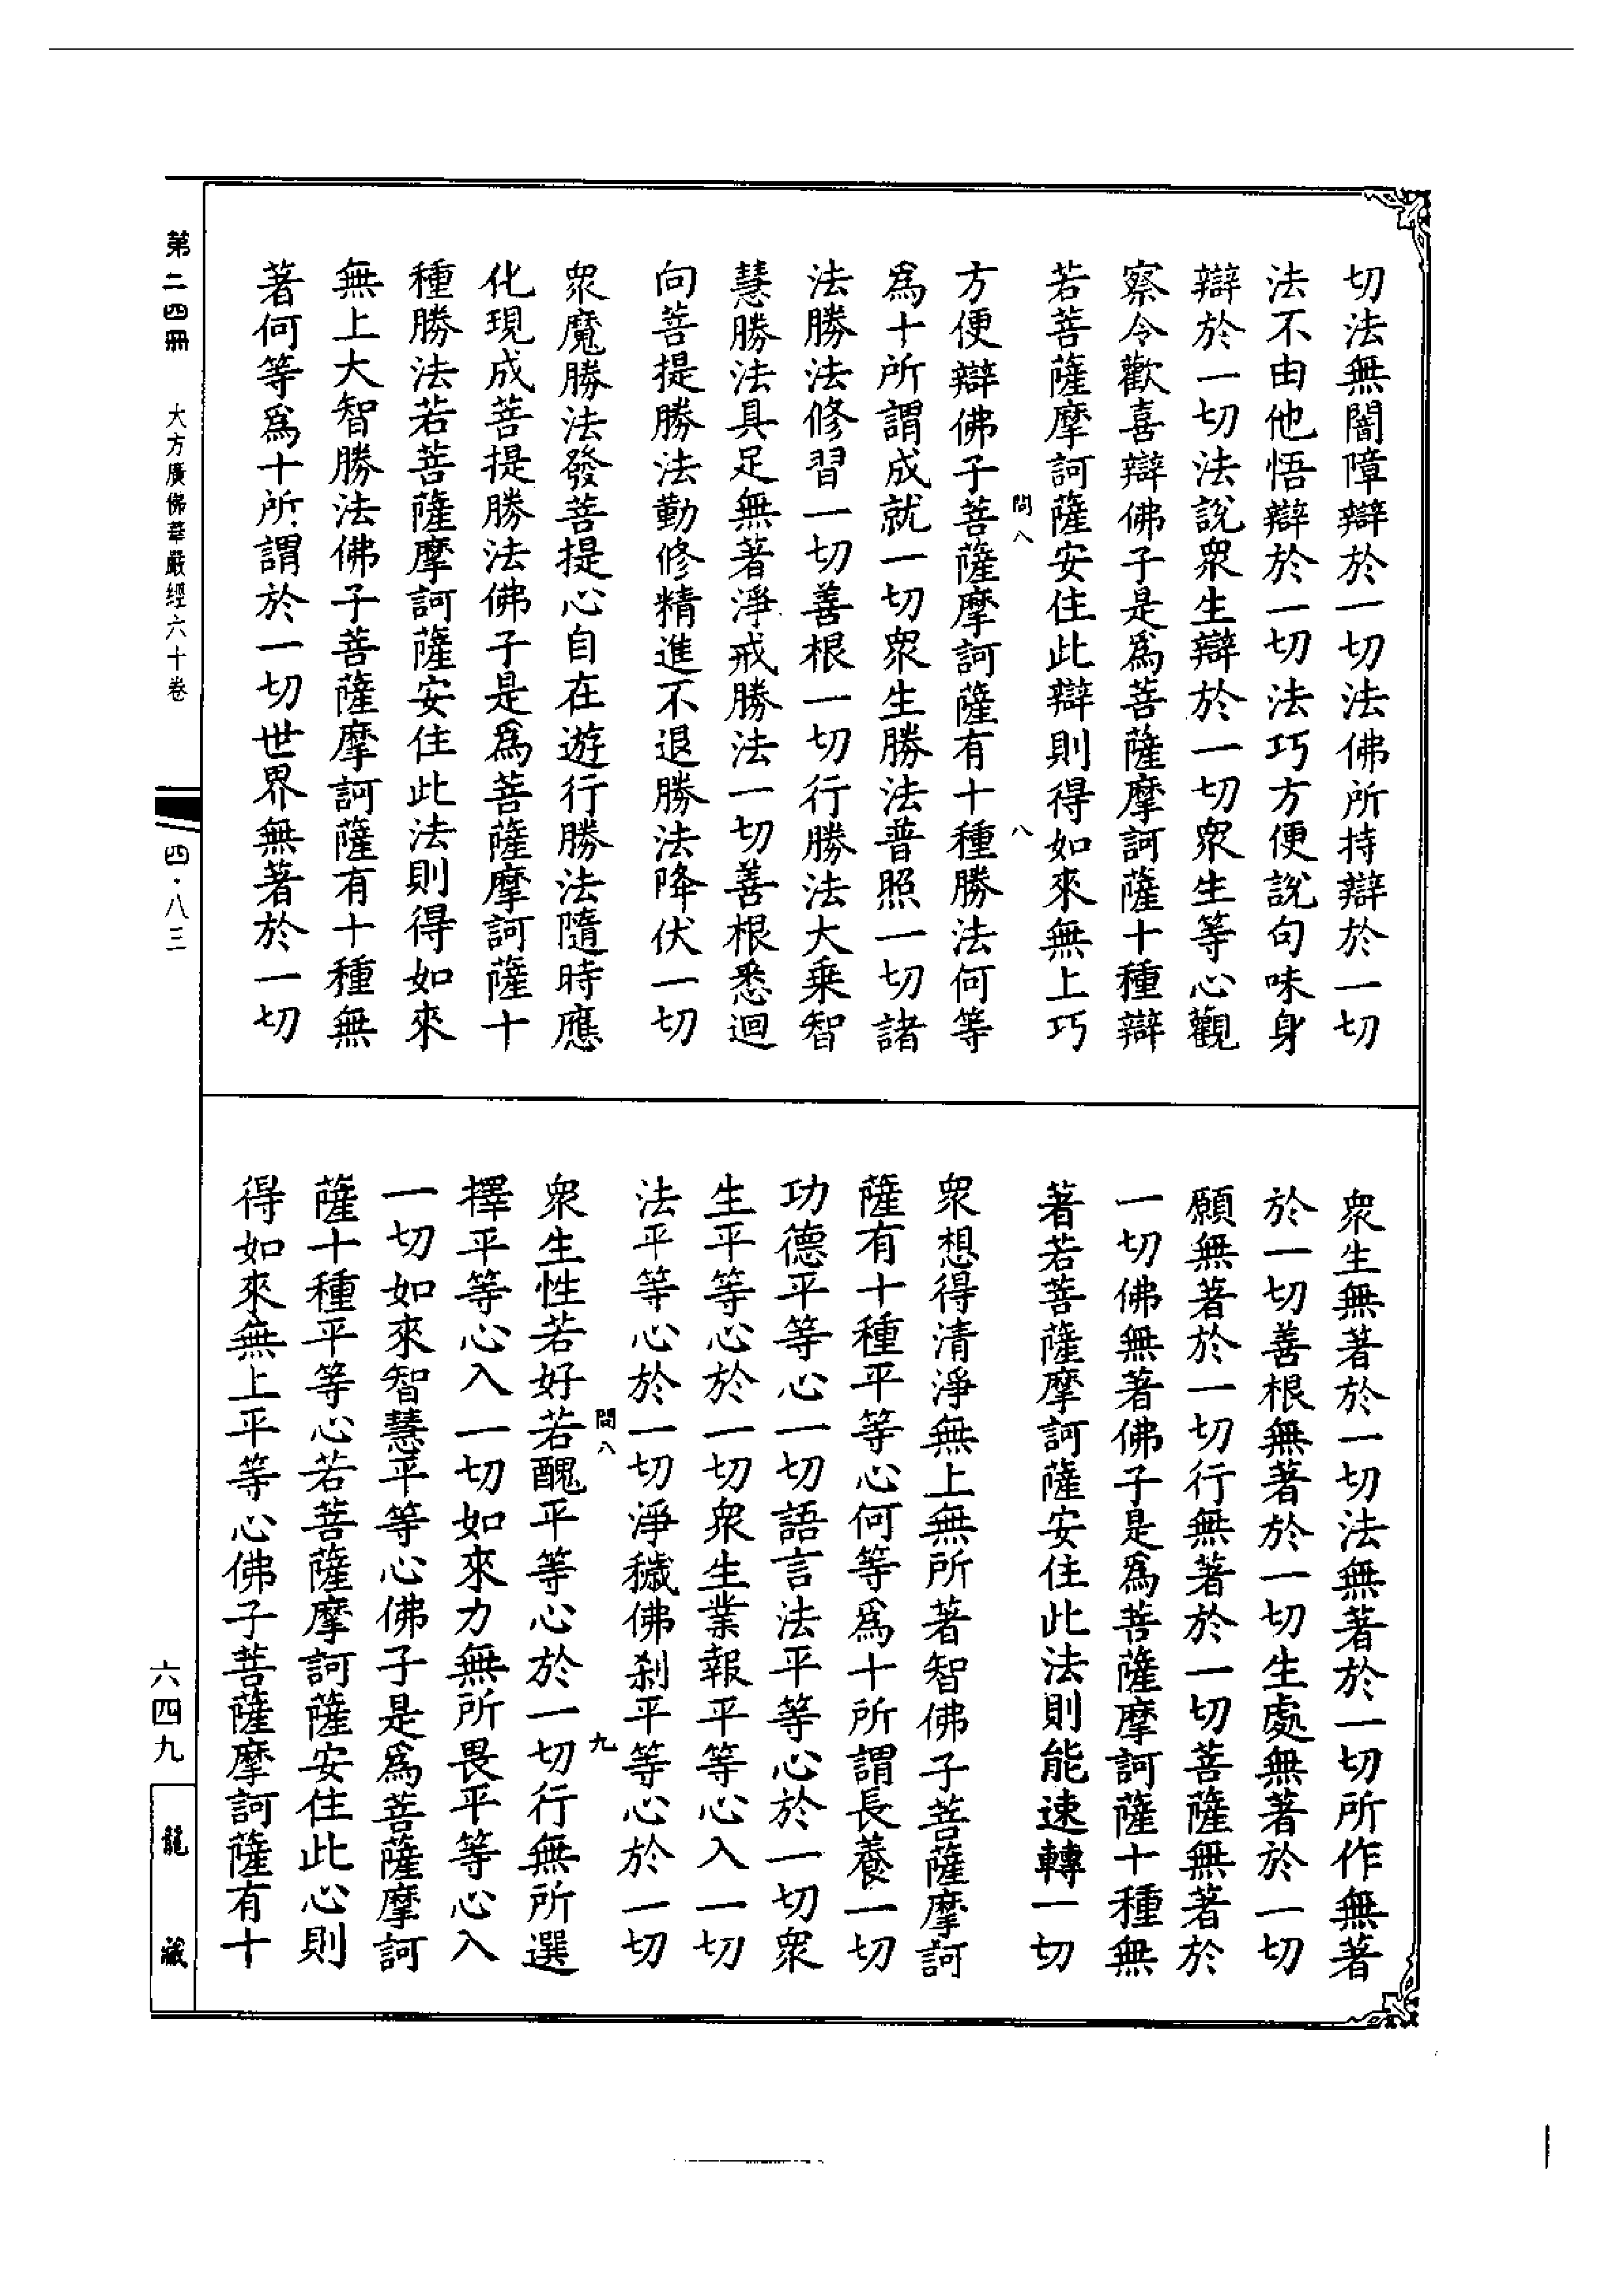 切法無闇障辯於一切法佛所持辯於一切
法不由他悟辯於一切法巧方便說句味身
辯於一切法說衆生辯於一切衆生等心觀
察令歡喜辯佛子是爲菩薩摩訶薩十種辯
若菩薩摩訶薩安住此辯則得如來無上巧
問八 八
方便辯佛子菩薩摩訶薩有十種勝法何等
爲十所謂成就一切衆生勝法普照一切諸
法勝法修習一切善根一切行勝法大乘智
慧勝法具足無著淨戒勝法一切善根悉迴
向菩提勝法勤修精進不退勝法降伏一切
衆魔勝法發菩提心自在遊行勝法隨時應
化現成菩提勝法佛子是爲菩薩摩訶薩十
種勝法若菩薩摩訶薩安住此法則得如來
無上大智勝法佛子菩薩摩訶薩有十種無
著何等爲十所謂於一切世界無著於一切
衆生無著於一切法無著於一切所作無著
於一切善根無著於一切生處無著於一切
願無著於一切行無著於一切菩薩無著於
一切佛無著佛子是爲菩薩摩訶薩十種無
著若菩薩摩訶薩安住此法則能速轉一切
衆想得清淨無上無所著智佛子菩薩摩訶
薩有十種平等心何等爲十所謂長養一切
功德平等心一切語言法平等心於一切衆
生平等心於一切衆生業報平等心入一切
法平等心於一切淨穢佛刹平等心於一切
問八 九
衆生性若好若醜平等心於一切行無所選
擇平等心入一切如來力無所畏平等心入
一切如來智慧平等心佛子是爲菩薩摩訶
薩十種平等心若菩薩摩訶薩安住此心則
得如來無上平等心佛子菩薩摩訶薩有十
第二四冊 大方廣佛華嚴經六十卷 四·八三
六四九 龍藏